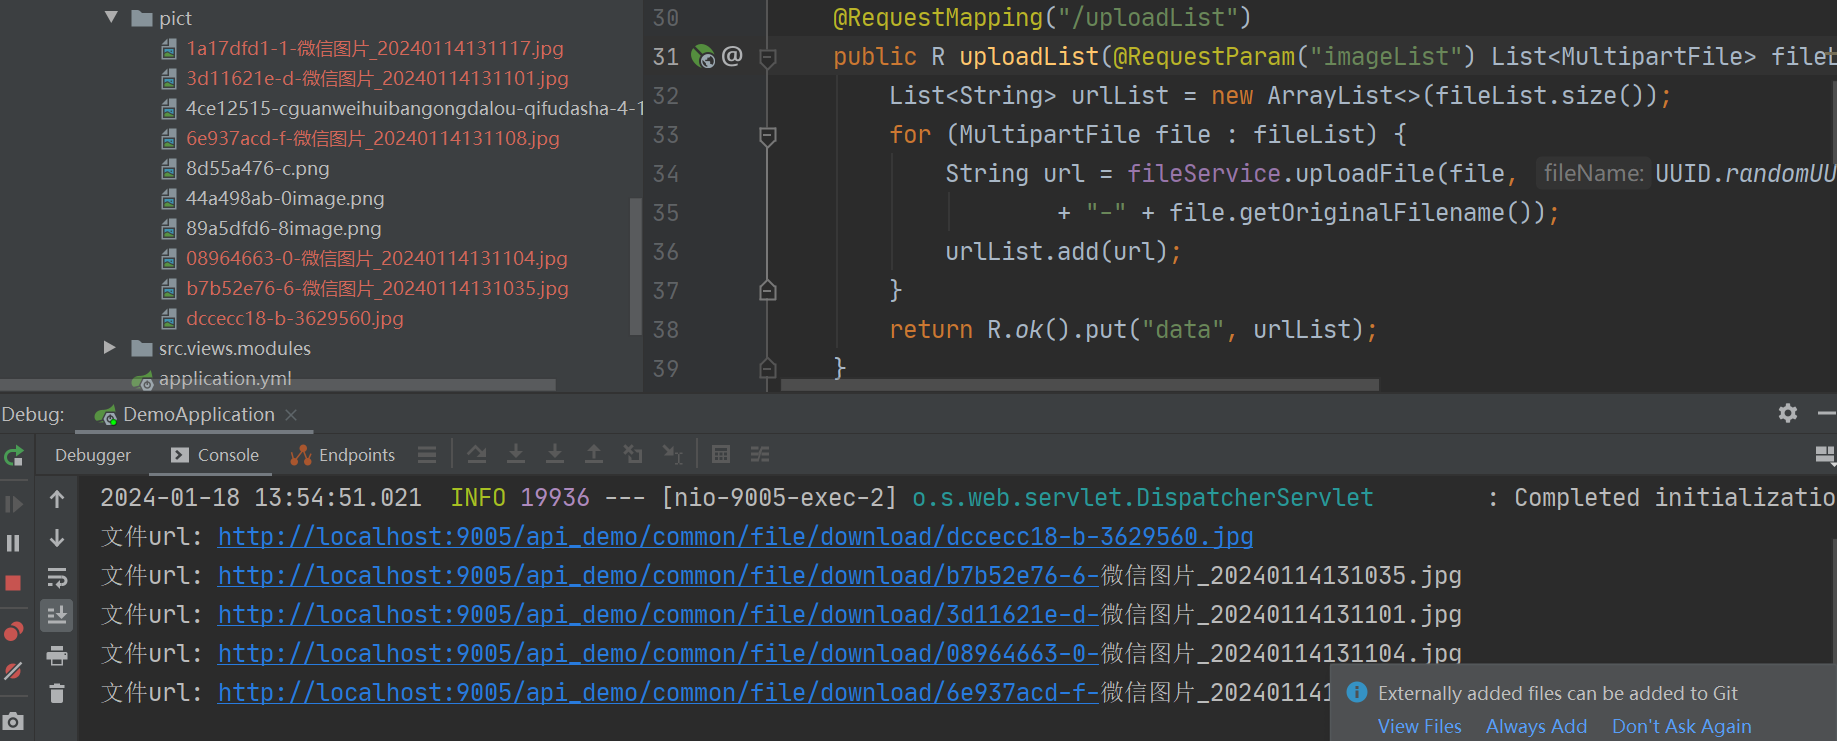 pict
1a17dfd1-1-微信图片_20240114131117.jpg
3d11621e-d-微信图片_20240114131101.jpg
4ce12515-cguanweihuibangongdalou-qifudasha-4-1
6e937acd-f-微信图片_20240114131108.jpg
8d55a476-c.png
44a498ab-0image.png
89a5dfd6-8image.png
08964663-0-微信图片_20240114131104.jpg
b7b52e76-6-微信图片_20240114131035.jpg
dccecc18-b-3629560.jpg
src.views.modules
application.yml
30 @RequestMapping("/uploadList")
31 @ public R uploadList(@RequestParam("imageList") List<MultipartFile> fileL
32 List<String> urlList = new ArrayList<>(fileList.size());
33 for (MultipartFile file : fileList) {
34 String url = fileService.uploadFile(file, fileName: UUID.randomUU
35 + "-" + file.getOriginalFilename());
36 urlList.add(url);
37 }
38 return R.ok().put("data", urlList);
39 }
Debug: DemoApplication
Debugger Console Endpoints
2024-01-18 13:54:51.021 INFO 19936 --- [nio-9005-exec-2] o.s.web.servlet.DispatcherServlet : Completed initializatio
文件url: http://localhost:9005/api_demo/common/file/download/dccecc18-b-3629560.jpg
文件url: http://localhost:9005/api_demo/common/file/download/b7b52e76-6-微信图片_20240114131035.jpg
文件url: http://localhost:9005/api_demo/common/file/download/3d11621e-d-微信图片_20240114131101.jpg
文件url: http://localhost:9005/api_demo/common/file/download/08964663-0-微信图片_20240114131104.jpg
文件url: http://localhost:9005/api_demo/common/file/download/6e937acd-f-微信图片_202401141
Externally added files can be added to Git
View Files Always Add Don't Ask Again